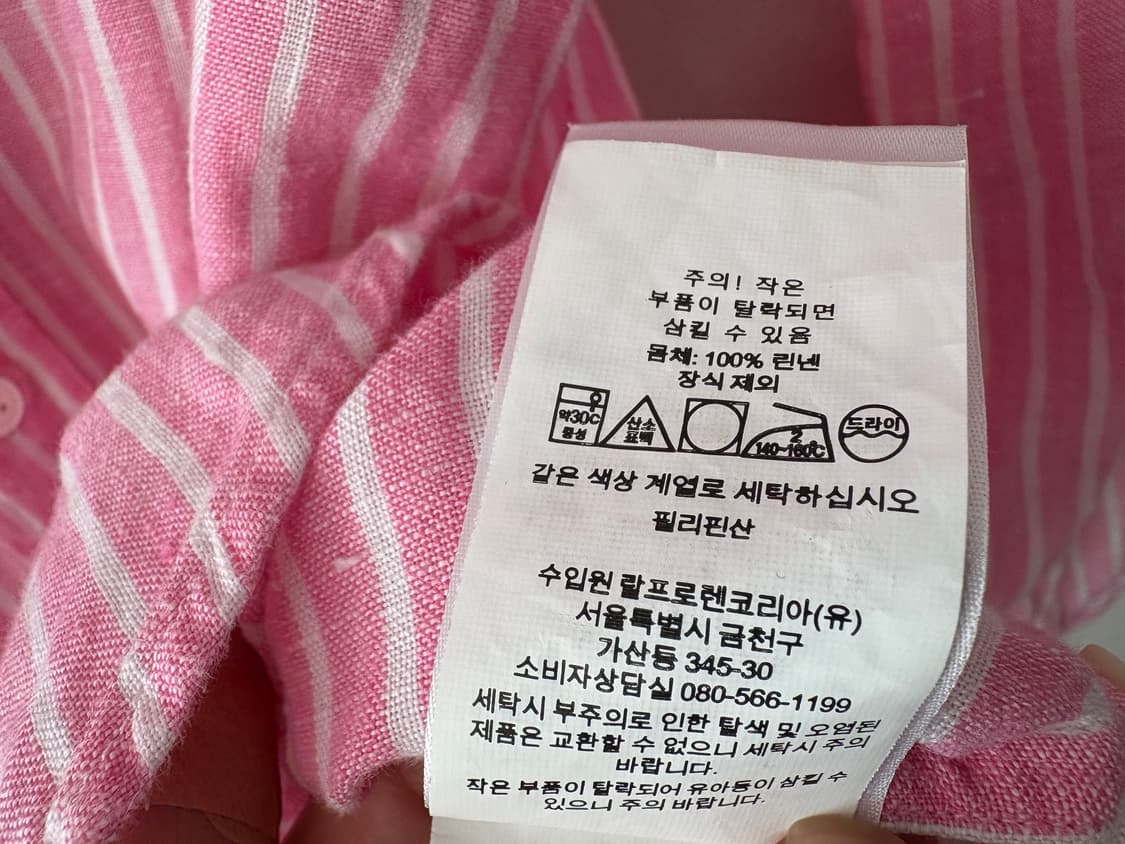 주의! 작은
부품이 탈락되면
삼킬 수 있음
몸체: 100% 린넨
장식 제외
약30℃
중성
산소
표백
2
140~160℃
드라이
같은 색상 계열로 세탁하십시오
필리핀산
수입원 랄프로렌코리아(유)
서울특별시 금천구
가산동 345-30
소비자상담실 080-566-1199
세탁시 부주의로 인한 탈색 및 오염된
제품은 교환할 수 없으니 세탁시 주의
바랍니다.
작은 부품이 탈락되어 유아등이 삼킬 수
있으니 주의 바랍니다.